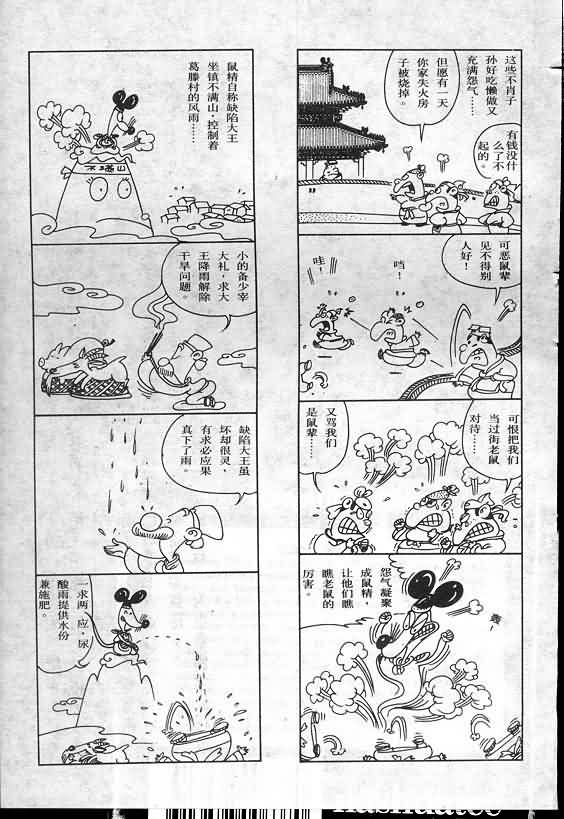 这些不肖子
孙好吃懒做又
充满怨气……
但愿有一天
你家失火房
子被烧掉。
有钱没什
么了不
起的。
可恶鼠辈
见不得别
人好！
哇！
可恨把我们
当过街老鼠
对待……
又骂我们
是鼠辈……
怨气凝聚
成鼠精，
让他们瞧
瞧老鼠的
厉害。
轰！
鼠精自称缺陷大王
坐镇不满山，控制着
葛滕村的风雨……
不满山
小的备少宰
大礼，求大
王降雨解除
干旱问题。
缺陷大王虽
坏却很灵，
有求必应果
真下了雨。
一求两应，尿
酸雨提供水份
兼施肥。